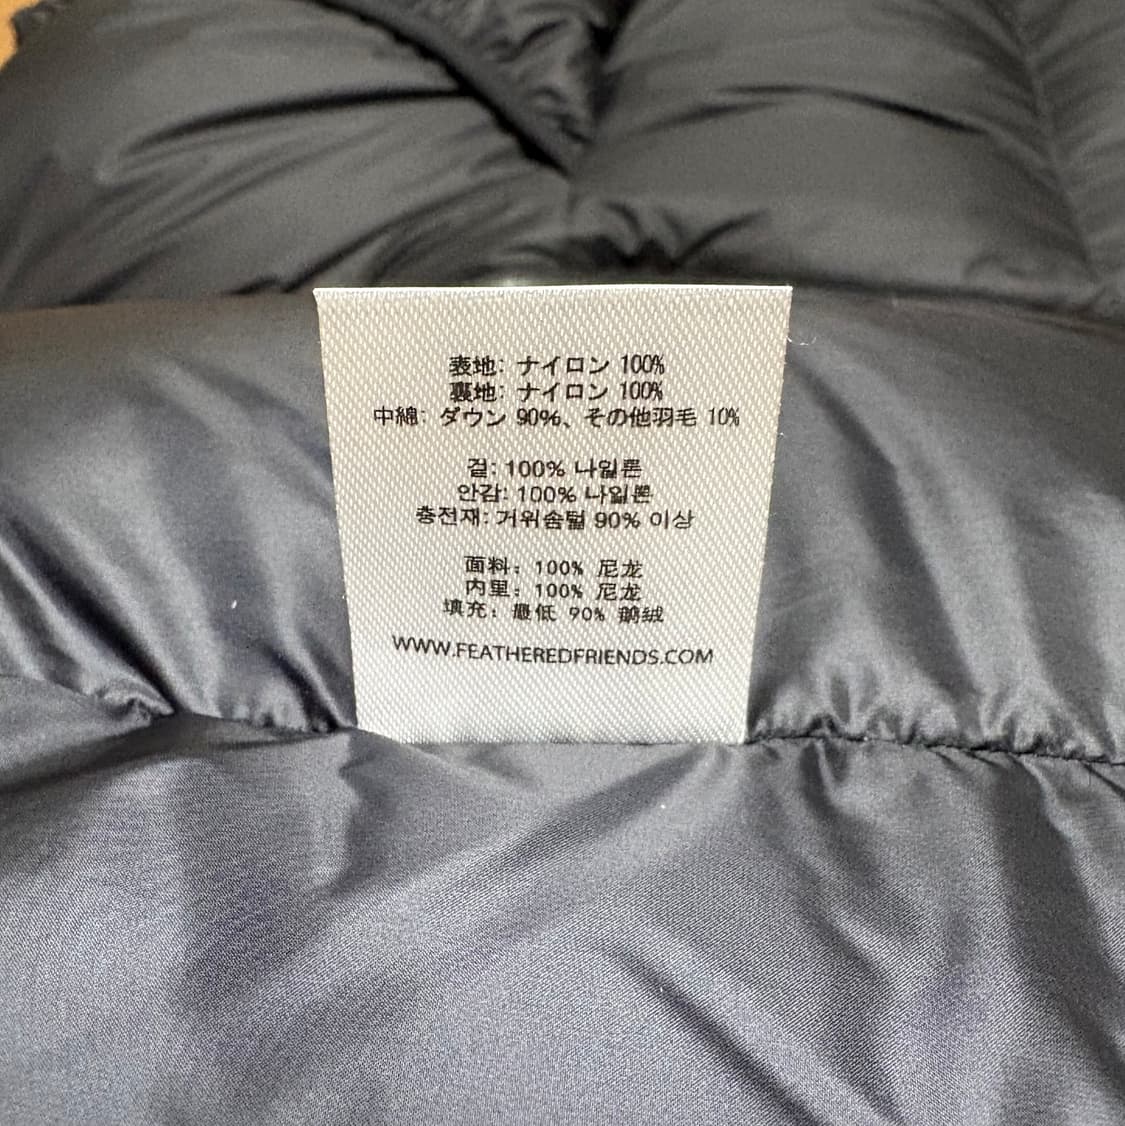 表地: ナイロン 100%
裏地: ナイロン 100%
中綿: ダウン 90%、その他羽毛 10%
겉: 100% 나일론
안감: 100% 나일론
충전재: 거위솜털 90% 이상
面料: 100% 尼龙
内里: 100% 尼龙
填充: 最低 90% 鹅绒
WWW.FEATHEREDFRIENDS.COM